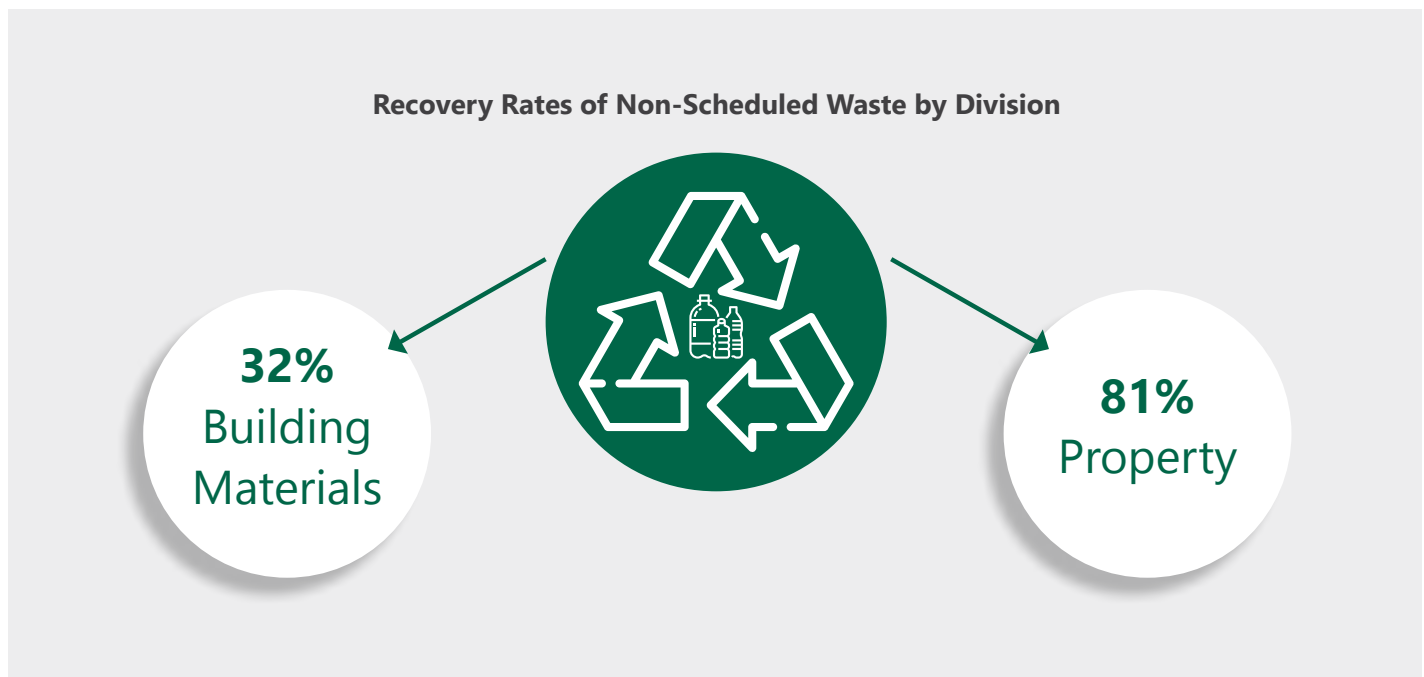 Recovery Rates of Non-Scheduled Waste by Division
32%
Building
Materials
81%
Property